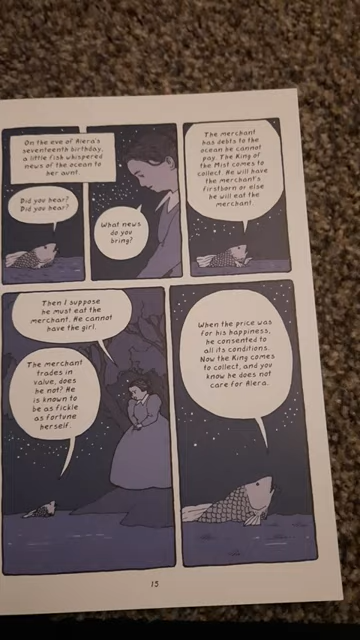 On the eve of Alera's
seventeenth birthday,
a little fish whispered
news of the ocean to
her aunt.
Did you hear?
Did you hear?
What news
do you
bring?
The merchant
has debts to the
ocean he cannot
pay. The King of
the Mist comes to
collect. He will have
the merchant's
firstborn or else
he will eat the
merchant.
Then I suppose
he must eat the
merchant. He cannot
have the girl.
The merchant
trades in
value, does
he not? He
is known to
be as fickle
as fortune
herself.
When the price was
for his happiness,
he consented to
all its conditions.
Now the King comes
to collect, and you
know he does not
care for Alera.
15